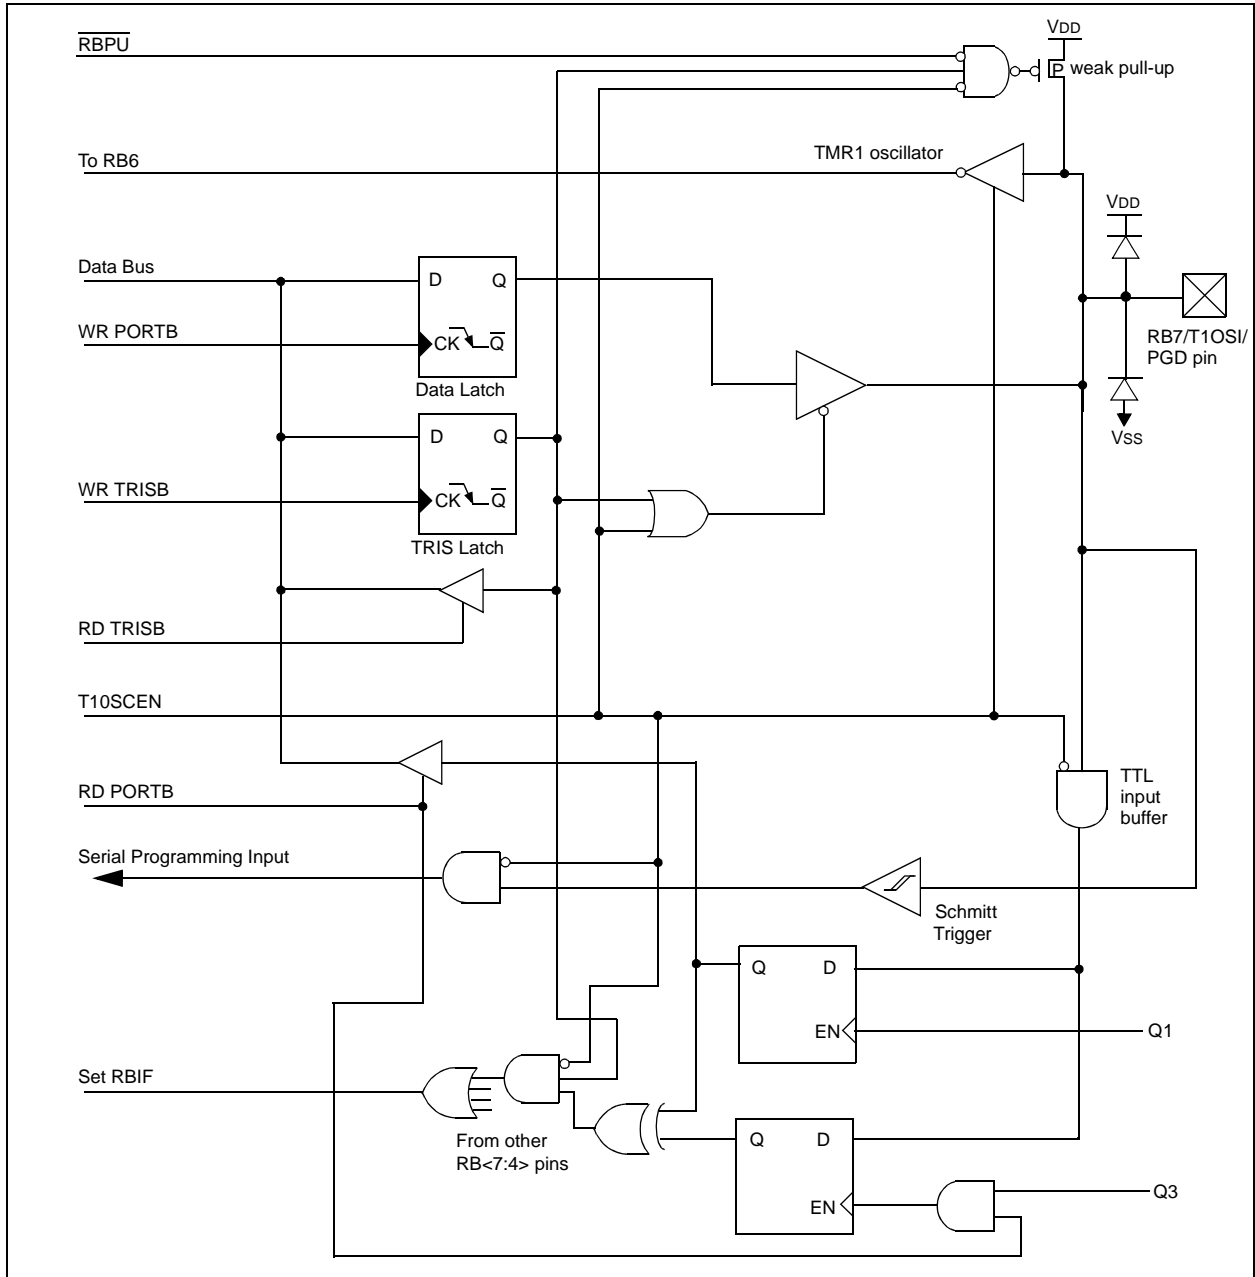 RBPU
VDD
P
weak pull-up
To RB6
TMR1 oscillator
VDD
Data Bus
D
Q
WR PORTB
CK
Q
Data Latch
RB7/T1OSI/
PGD pin
VSS
D
Q
WR TRISB
CK
Q
TRIS Latch
RD TRISB
T10SCEN
RD PORTB
TTL
input
buffer
Serial Programming Input
Schmitt
Trigger
Q
D
EN
Q1
Set RBIF
From other
RB<7:4> pins
Q
D
EN
Q3